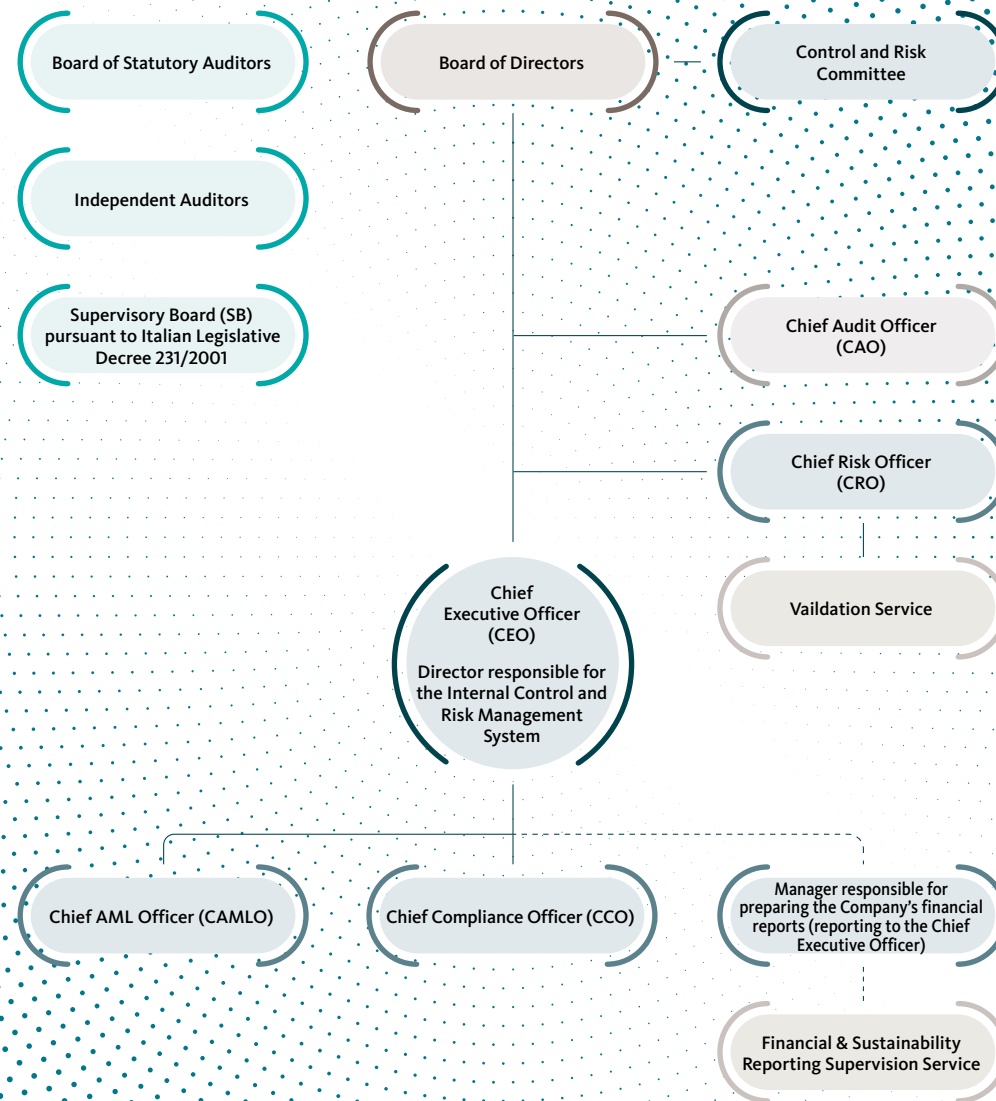 Board of Statutory Auditors
Board of Directors
Control and Risk
Committee
Independent Auditors
Supervisory Board (SB)
pursuant to Italian Legislative
Decree 231/2001
Chief Audit Officer
(CAO)
Chief Risk Officer
(CRO)
Vaildation Service
Chief
Executive Officer
(CEO)
Director responsible for
the Internal Control and
Risk Management
System
Chief AML Officer (CAMLO)
Chief Compliance Officer (CCO)
Manager responsible for
preparing the Company's financial
reports (reporting to the Chief
Executive Officer)
Financial & Sustainability
Reporting Supervision Service